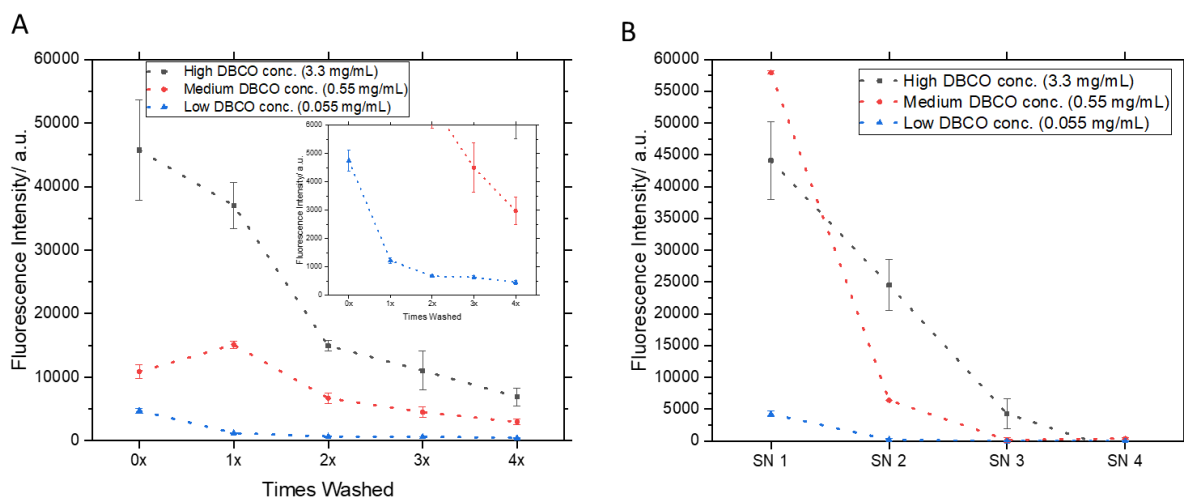 A
60000
50000
40000
30000
20000
10000
0
Fluorescence Intensity/ a.u.
High DBCO conc. (3.3 mg/mL)
Medium DBCO conc. (0.55 mg/mL)
Low DBCO conc. (0.055 mg/mL)
6000
5000
4000
3000
2000
1000
0
Fluorescence Intensity/ a.u.
0x 1x 2x 3x 4x
Times Washed
0x 1x 2x 3x 4x
Times Washed
B
60000
55000
50000
45000
40000
35000
30000
25000
20000
15000
10000
5000
0
Fluorescence Intensity/ a.u.
High DBCO conc. (3.3 mg/mL)
Medium DBCO conc. (0.55 mg/mL)
Low DBCO conc. (0.055 mg/mL)
SN 1 SN 2 SN 3 SN 4